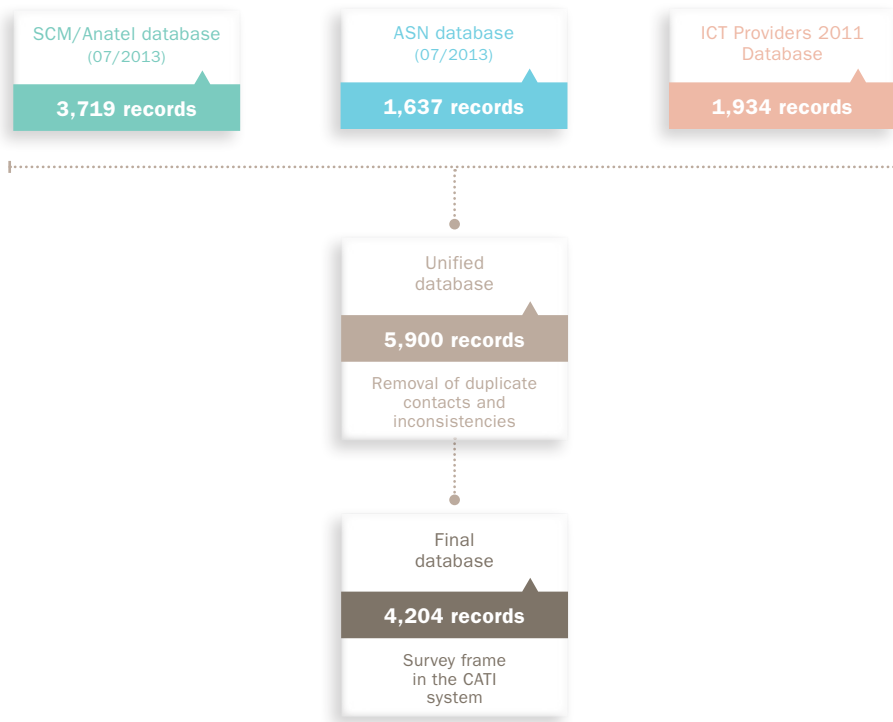 SCM/Anatel database
(07/2013)
3,719 records
ASN database
(07/2013)
1,637 records
ICT Providers 2011
Database
1,934 records
Unified
database
5,900 records
Removal of duplicate
contacts and
inconsistencies
Final
database
4,204 records
Survey frame
in the CATI
system